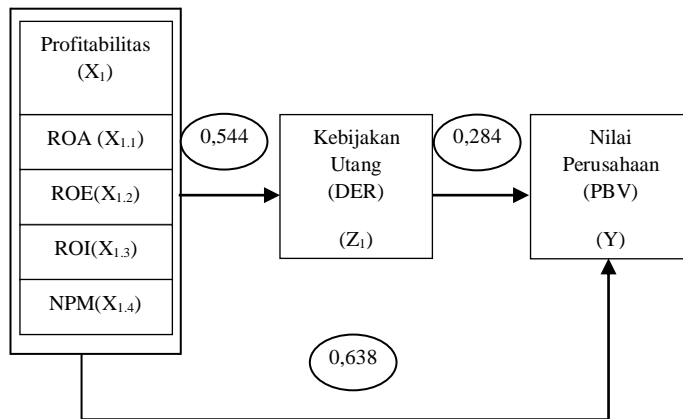 Profitabilitas
(X₁)
ROA (X₁.₁)
ROE(X₁.₂)
ROI(X₁.₃)
NPM(X₁.₄)
0,544
Kebijakan
Utang
(DER)
(Z₁)
0,284
Nilai
Perusahaan
(PBV)
(Y)
0,638